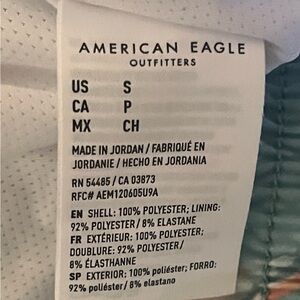 AMERICAN EAGLE
OUTFITTERS
US S
CA P
MX CH
MADE IN JORDAN / FABRIQUÉ EN
JORDANIE / HECHO EN JORDANIA
RN 54485 / CA 03873
RFC# AEM120605U9A
EN SHELL: 100% POLYESTER; LINING:
92% POLYESTER / 8% ELASTANE
FR EXTÉRIEUR: 100% POLYESTER;
DOUBLURE: 92% POLYESTER /
8% ÉLASTHANNE
SP EXTERIOR: 100% poliéster; FORRO:
92% poliéster / 8% elastano